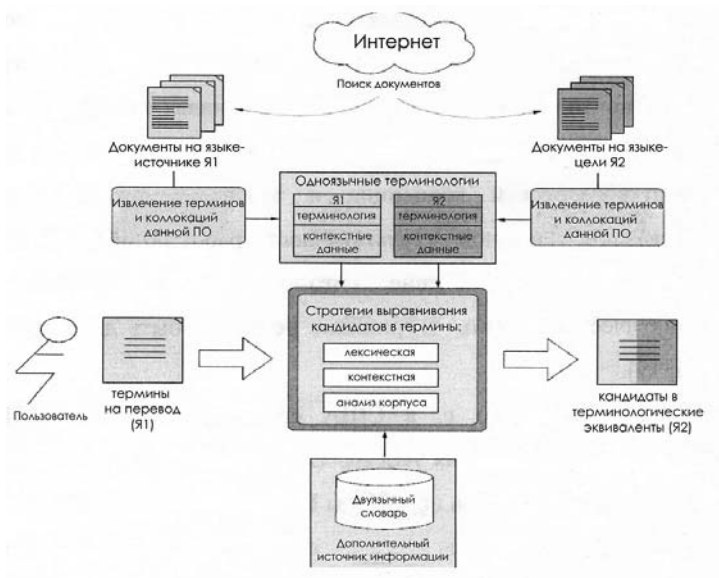 Интернет
Поиск документов
Документы на языке-
источнике Я1
Документы на языке-
цели Я2
Извлечение терминов
и коллокаций
данной ПО
Одноязычные терминологии
Я1
терминология
контекстные
данные
Я2
терминология
контекстные
данные
Извлечение терминов
и коллокаций
данной ПО
Стратегии выравнивания
кандидатов в термины:
лексическая
контекстная
анализ корпуса
Пользователь
термины
на перевод
(Я1)
кандидаты в
терминологические
эквиваленты (Я2)
Двуязычный
словарь
Дополнительный
источник информации